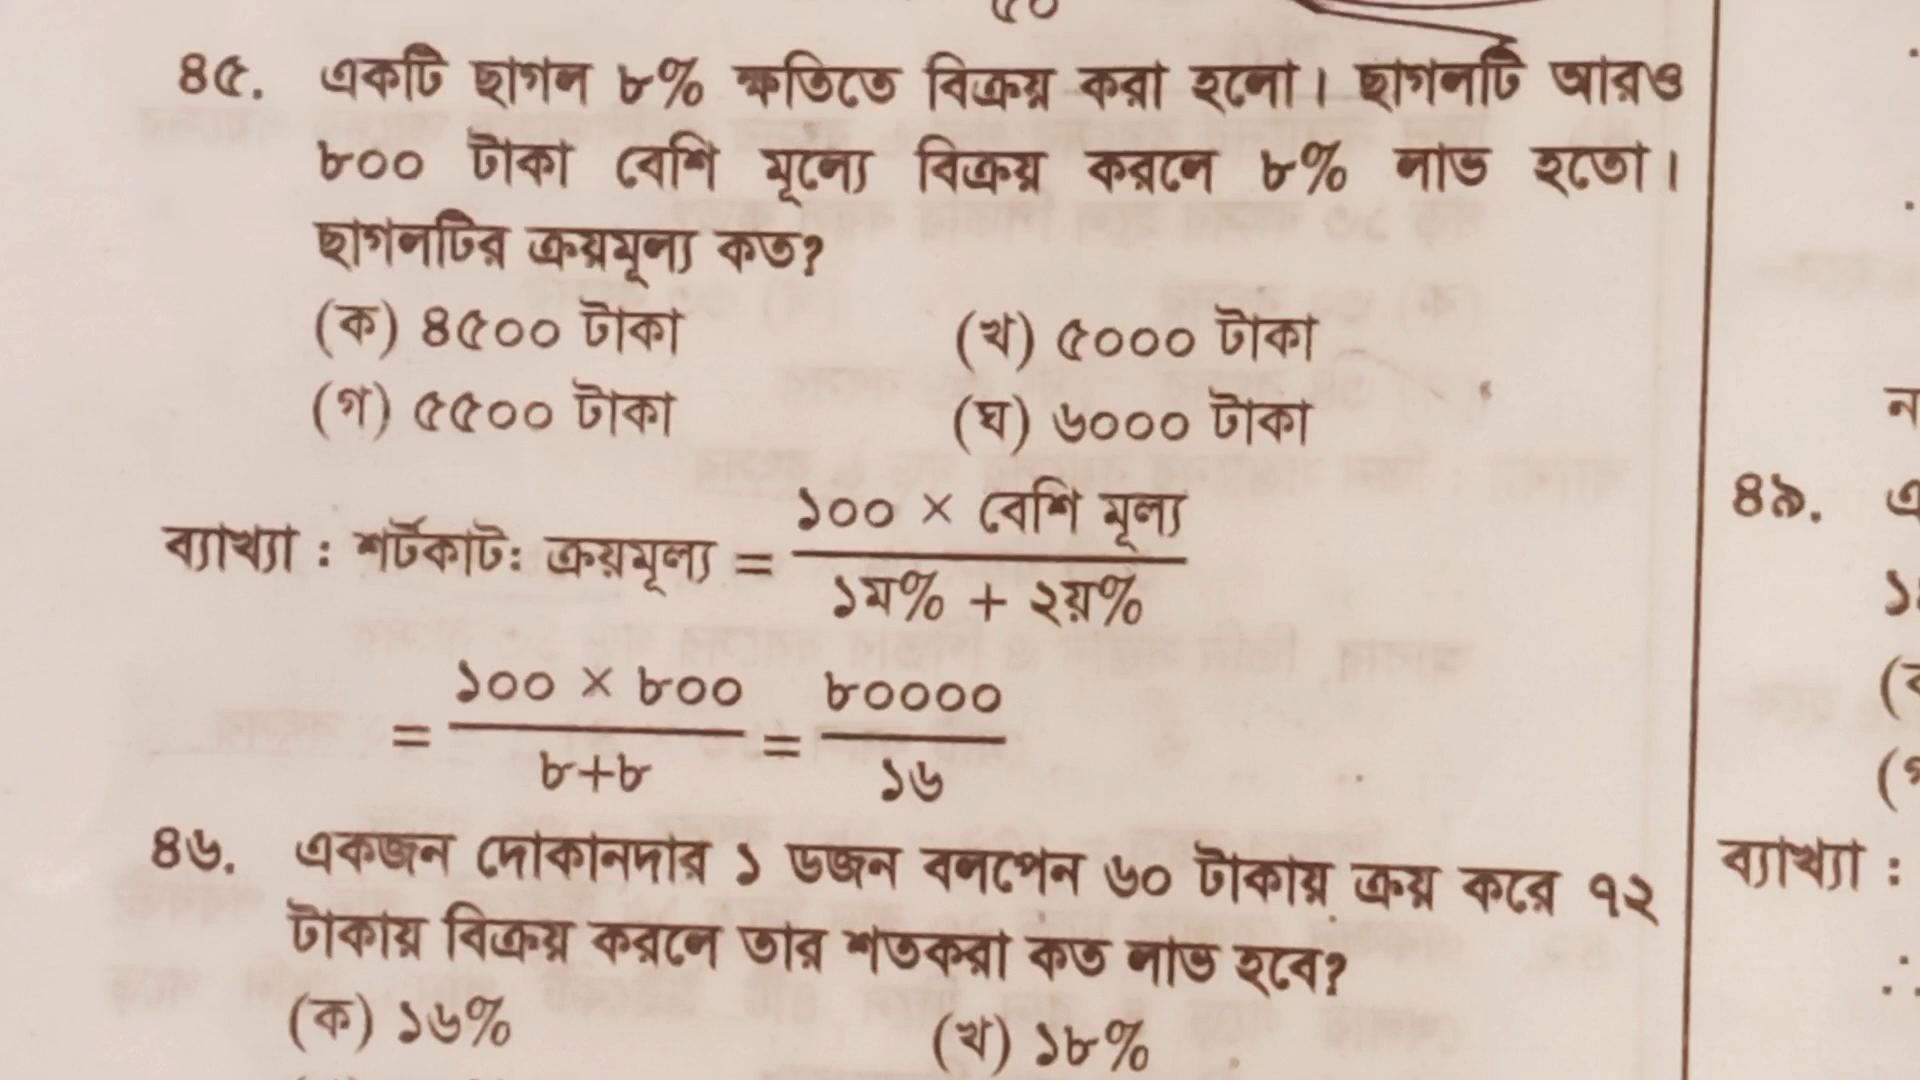 ৪৫. একটি ছাগল ৮% ক্ষতিতে বিক্রয় করা হলো। ছাগলটি আরও
৮০০ টাকা বেশি মূল্যে বিক্রয় করলে ৮% লাভ হতো।
ছাগলটির ক্রয়মূল্য কত?
(ক) ৪৫০০ টাকা (খ) ৫০০০ টাকা
(গ) ৫৫০০ টাকা (ঘ) ৬০০০ টাকা
ব্যাখ্যা : শর্টকাট: ক্রয়মূল্য = ১০০ × বেশি মূল্য / ১ম% + ২য়%
= ১০০ × ৮০০ / ৮+৮ = ৮০০০০ / ১৬
৪৬. একজন দোকানদার ১ ডজন বলপেন ৬০ টাকায় ক্রয় করে ৭২
টাকায় বিক্রয় করলে তার শতকরা কত লাভ হবে?
(ক) ১৬% (খ) ১৮%
৪৯.
ব্যাখ্যা :